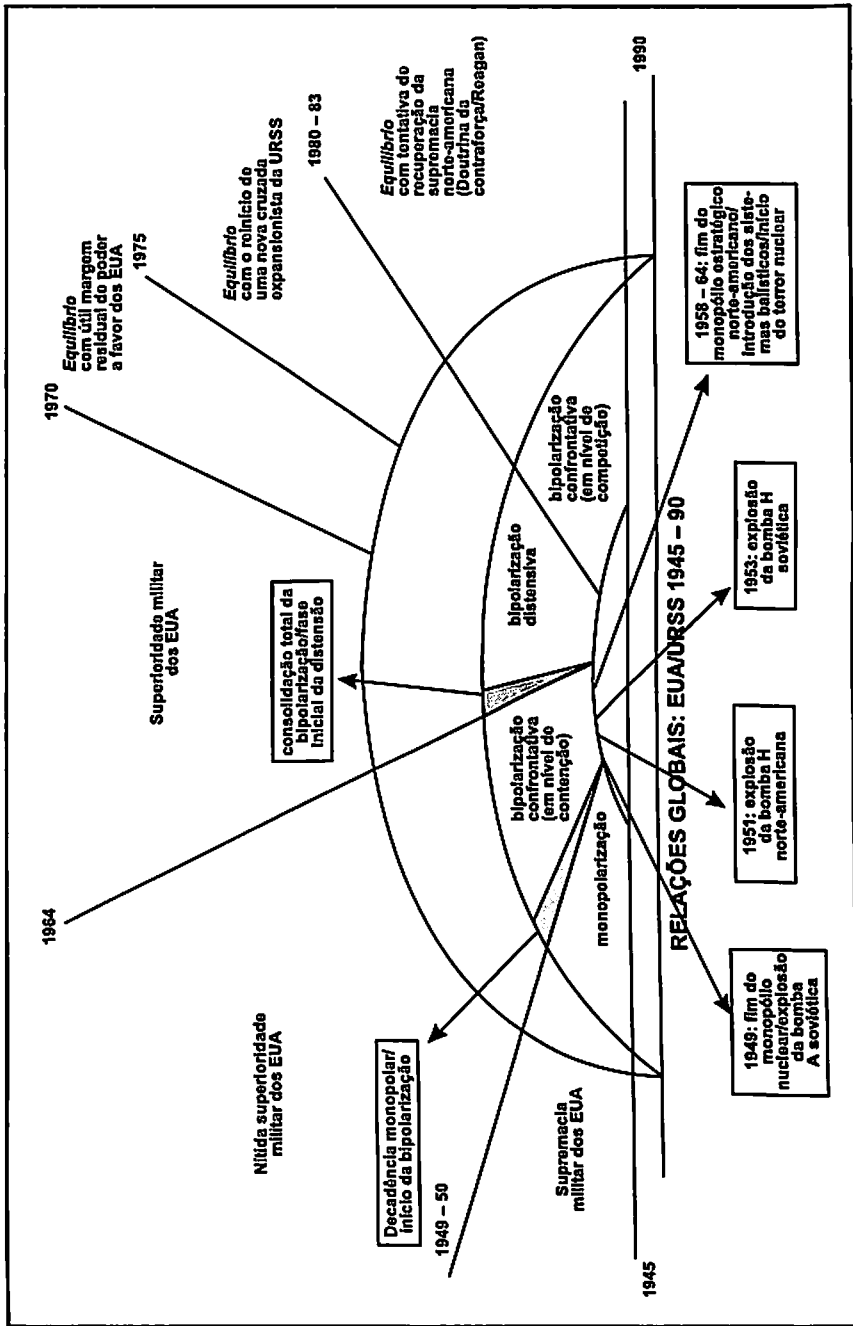 1964
1970
Equilíbrio
com útil margem
residual de poder
a favor dos EUA
1975
Equilíbrio
com o reinício de
uma nova cruzada
expansionista da URSS
1980 – 83
Equilíbrio
com tentativa de
recuperação da
supremacia
norte-americana
(Doutrina da
contraforça/Reagan)
1990
Superioridade militar
dos EUA
Nítida superioridade
militar dos EUA
consolidação total da
bipolarização/fase
inicial da distensão
Decadência monopolar/
início da bipolarização
1949 – 50
Supremacia
militar dos EUA
1945
bipolarização
confrontativa
(em nível de
contenção)
bipolarização
distensiva
bipolarização
confrontativa
(em nível de
competição)
monopolarização
RELAÇÕES GLOBAIS: EUA/URSS 1945 – 90
1949: fim do
monopólio
nuclear/explosão
da bomba
A soviética
1951: explosão
da bomba H
norte-americana
1953: explosão
da bomba H
soviética
1958 – 64: fim do
monopólio estratégico
norte-americano/
introdução dos siste-
mas balísticos/início
do terror nuclear